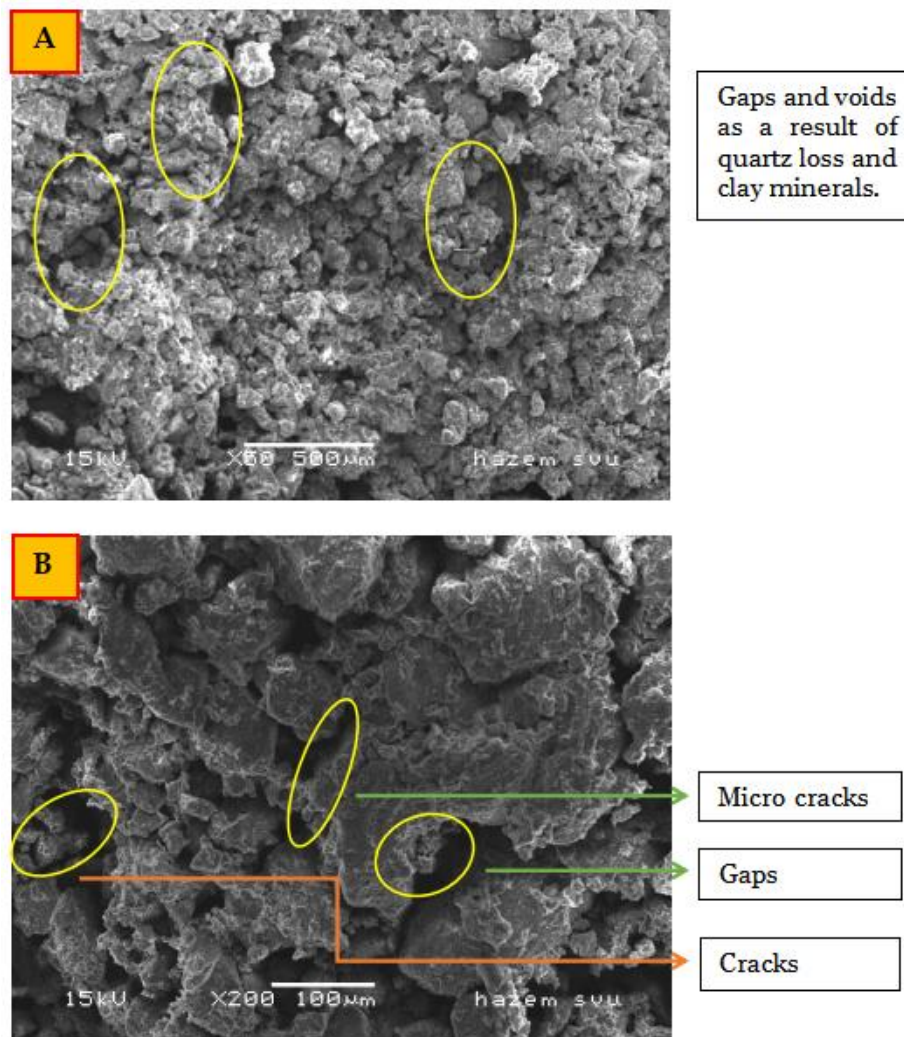 A
Gaps and voids
as a result of
quartz loss and
clay minerals.
15kV X50 500µm hazem svu
B
Micro cracks
Gaps
Cracks
15kV X200 100µm hazem svu